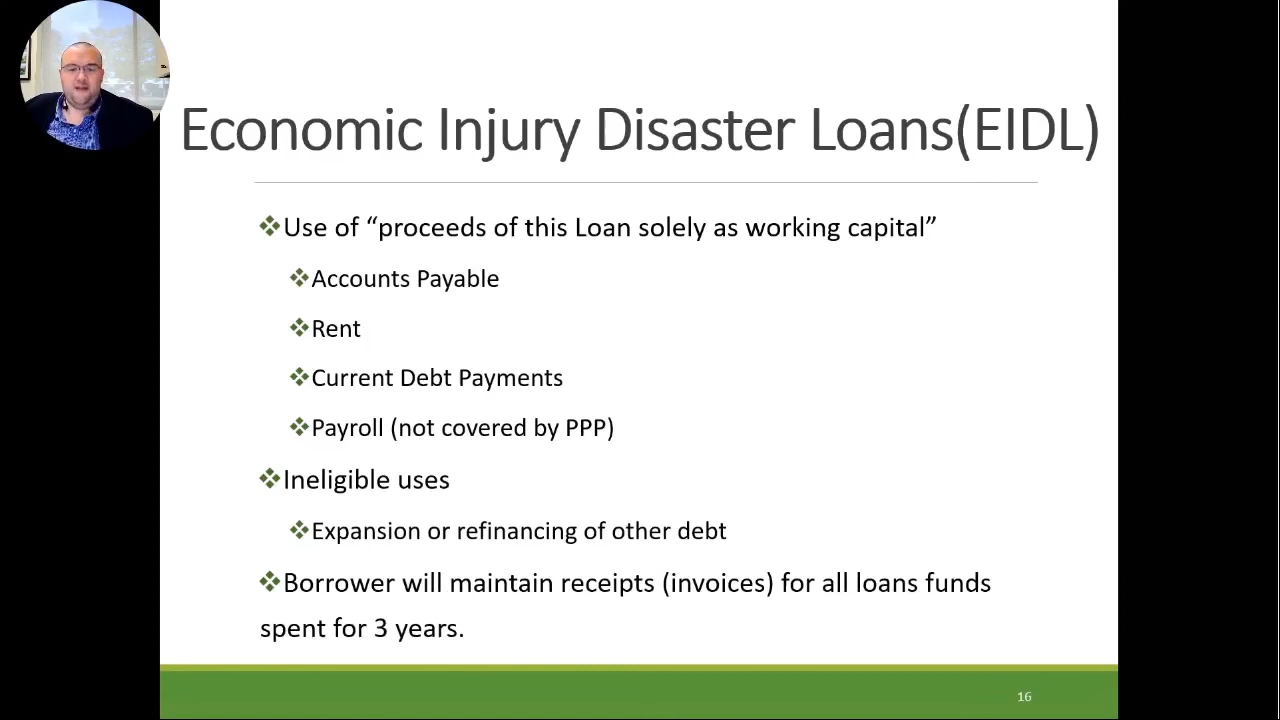 Economic Injury Disaster Loans(EIDL)
Use of “proceeds of this Loan solely as working capital”
Accounts Payable
Rent
Current Debt Payments
Payroll (not covered by PPP)
Ineligible uses
Expansion or refinancing of other debt
Borrower will maintain receipts (invoices) for all loans funds
spent for 3 years.
16